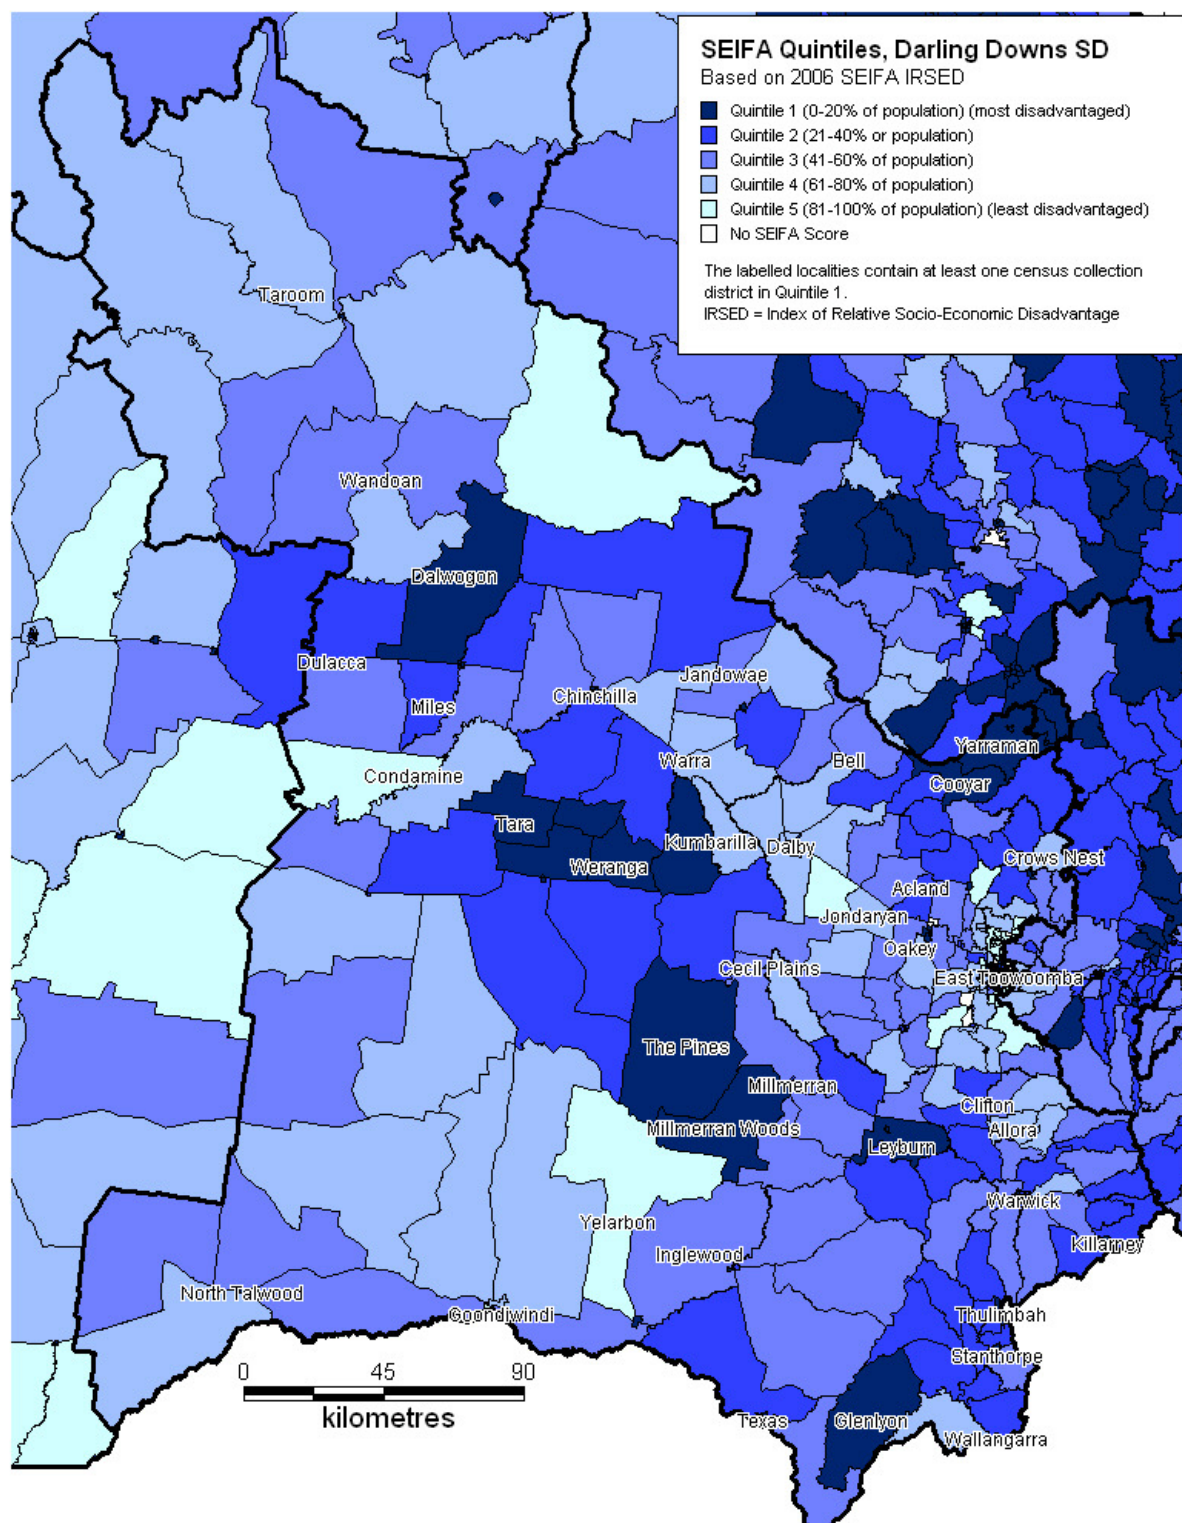 SEIFA Quintiles, Darling Downs SD
Based on 2006 SEIFA IRSED
Quintile 1 (0-20% of population) (most disadvantaged)
Quintile 2 (21-40% or population)
Quintile 3 (41-60% of population)
Quintile 4 (61-80% of population)
Quintile 5 (81-100% of population) (least disadvantaged)
No SEIFA Score
The labelled localities contain at least one census collection
district in Quintile 1.
IRSED = Index of Relative Socio-Economic Disadvantage
Taroom
Wandoan
Dalwogon
Dulacca
Jandowae
Chinchilla
Miles
Yarraman
Warra
Bell
Condamine
Cooyar
Tara
Kumbarilla
Dalby
Crows Nest
Weranga
Acland
Jondaryan
Oakey
Cecil Plains
East Toowoomba
The Pines
Millmerran
Clifton
Millmerran Woods
Allora
Leyburn
Warwick
Yelarbon
Killarney
Inglewood
North Talwood
Goondiwindi
Thulimbah
Stanthorpe
0 45 90
kilometres
Texas
Glenlyon
Wallangarra